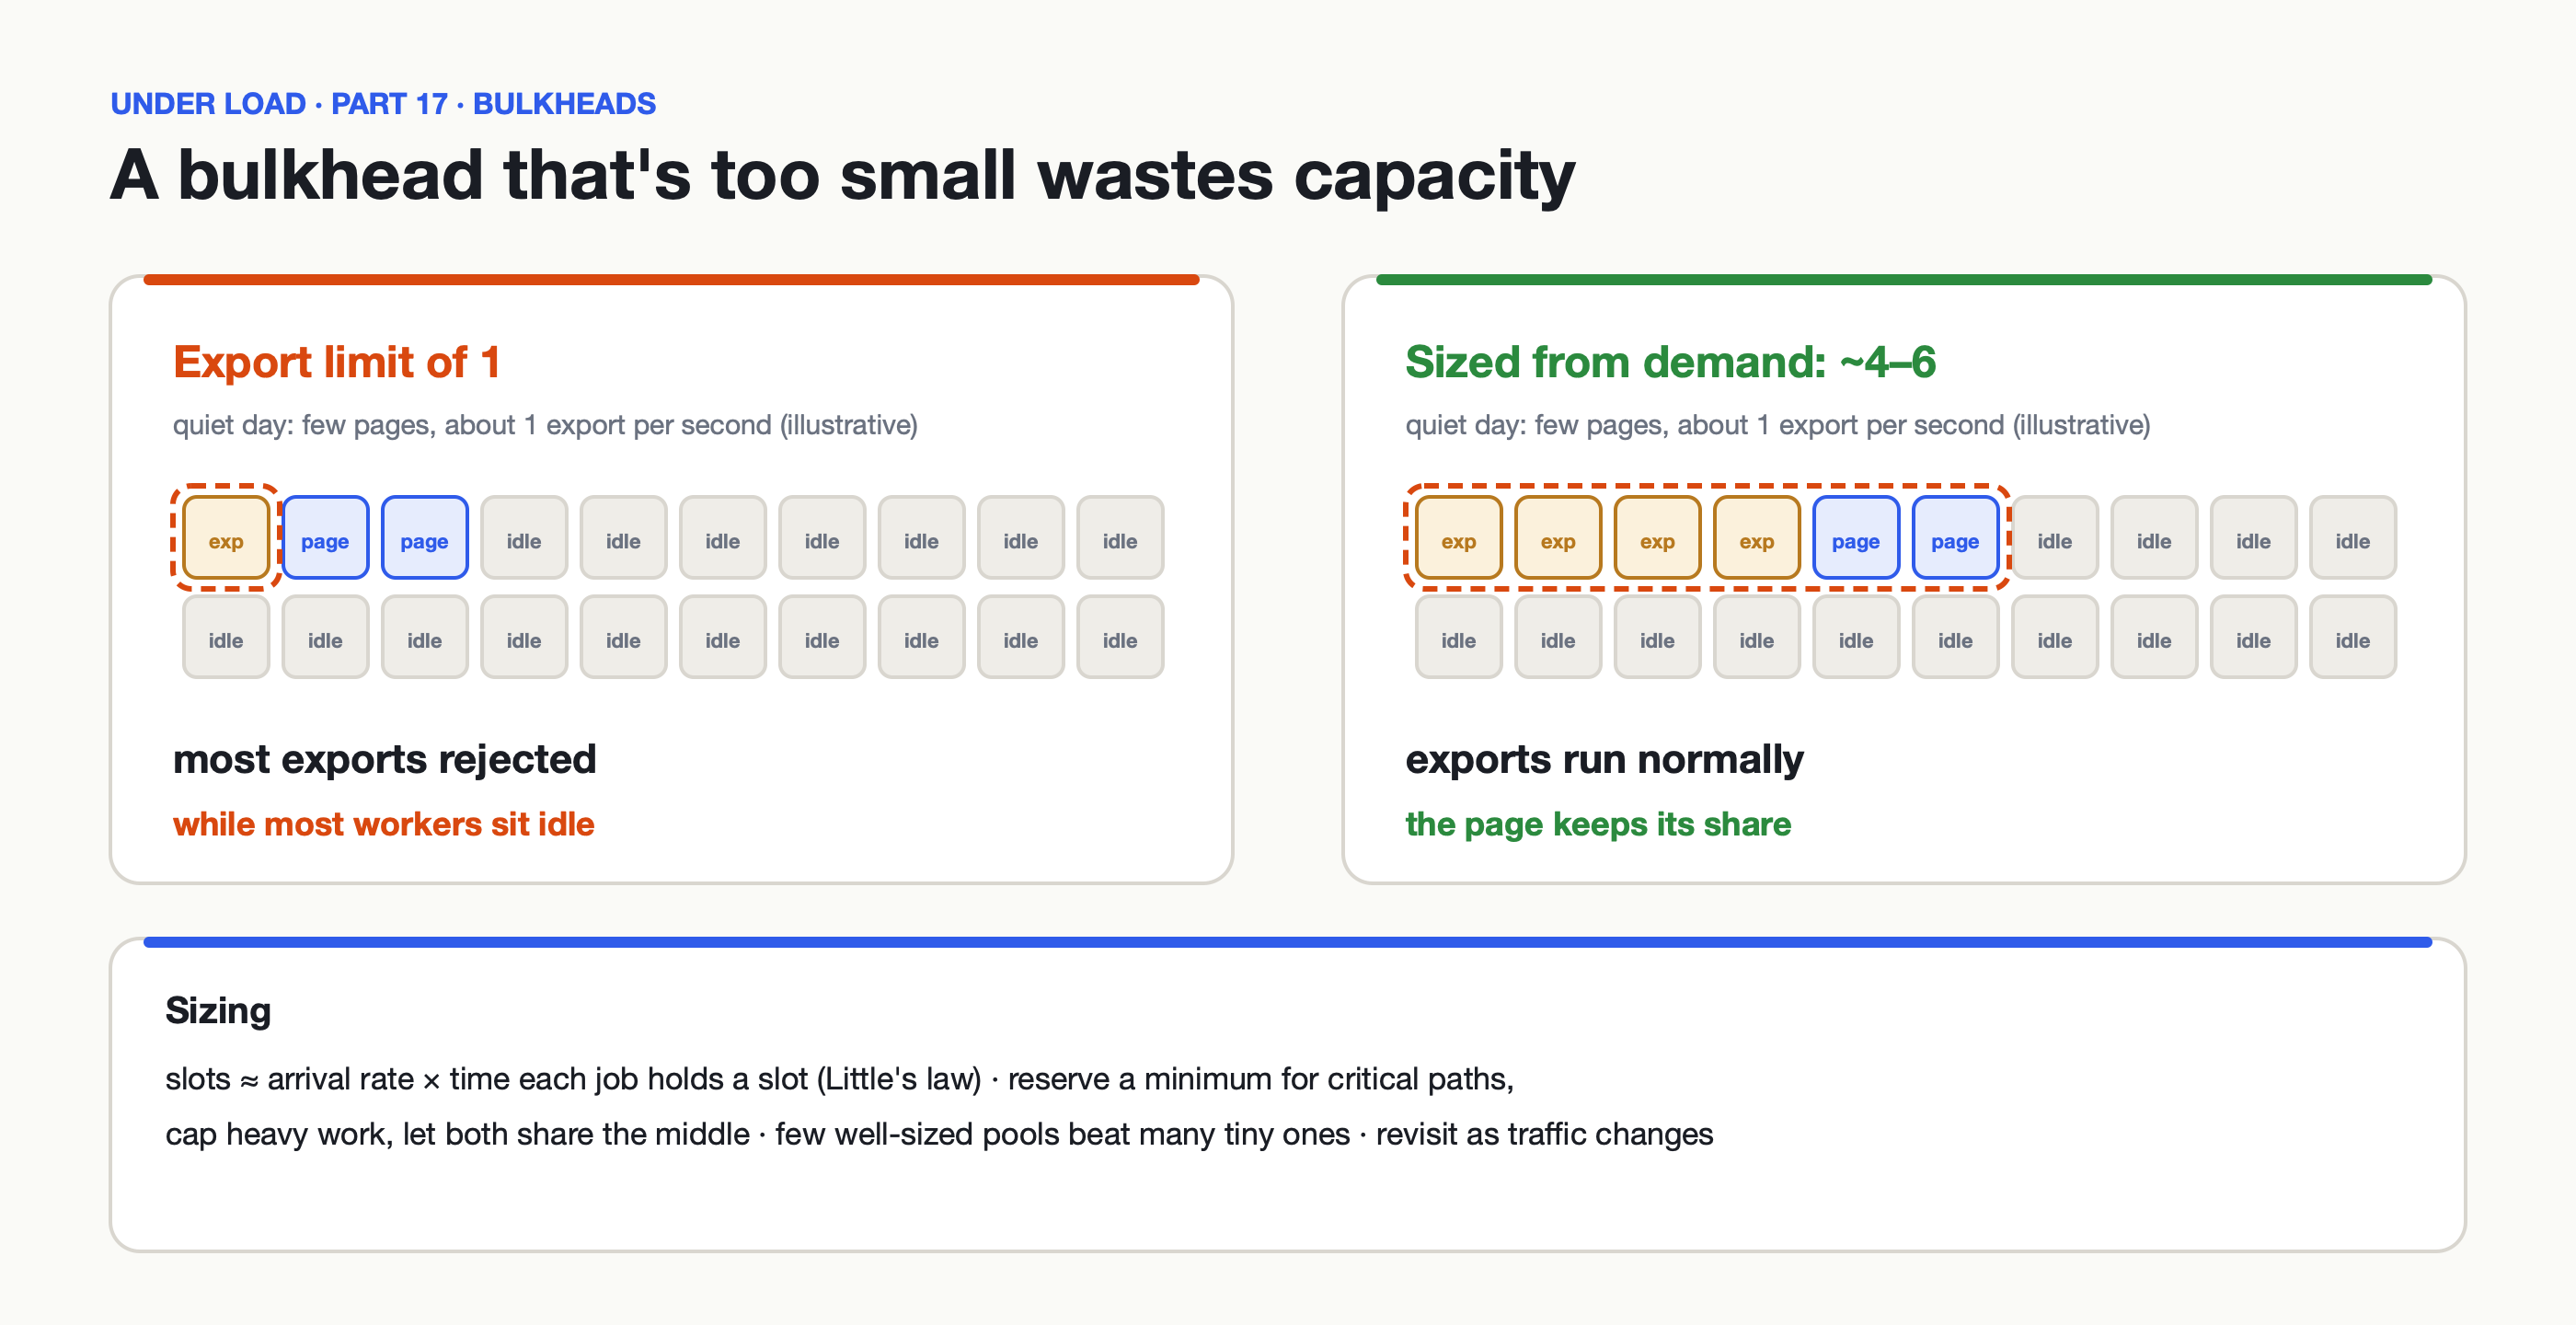 UNDER LOAD · PART 17 · BULKHEADS
A bulkhead that's too small wastes capacity
Export limit of 1
quiet day: few pages, about 1 export per second (illustrative)
exp page page idle idle idle idle idle idle idle
idle idle idle idle idle idle idle idle idle idle
most exports rejected
while most workers sit idle
Sized from demand: ~4–6
quiet day: few pages, about 1 export per second (illustrative)
exp exp exp exp page page idle idle idle idle
idle idle idle idle idle idle idle idle idle idle
exports run normally
the page keeps its share
Sizing
slots ≈ arrival rate × time each job holds a slot (Little's law) · reserve a minimum for critical paths,
cap heavy work, let both share the middle · few well-sized pools beat many tiny ones · revisit as traffic changes